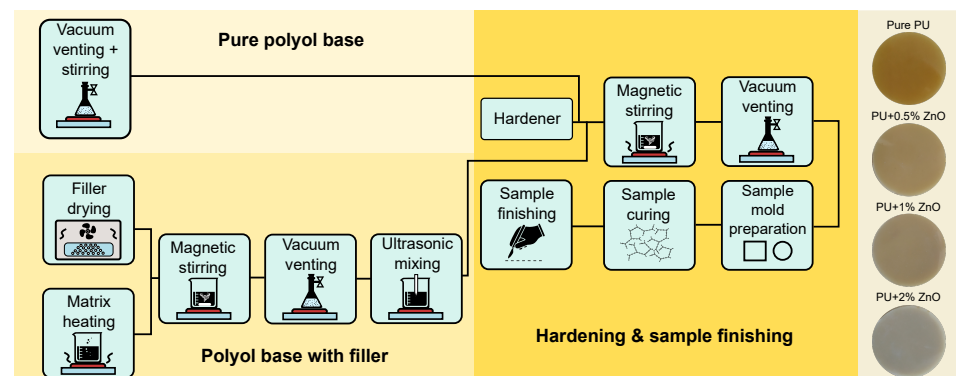 Vacuum
venting +
stirring
Pure polyol base
Hardener
Magnetic
stirring
Vacuum
venting
Filler
drying
Matrix
heating
Magnetic
stirring
Vacuum
venting
Ultrasonic
mixing
Polyol base with filler
Sample
finishing
Sample
curing
Sample
mold
preparation
Hardening & sample finishing
Pure PU
PU+0.5% ZnO
PU+1% ZnO
PU+2% ZnO